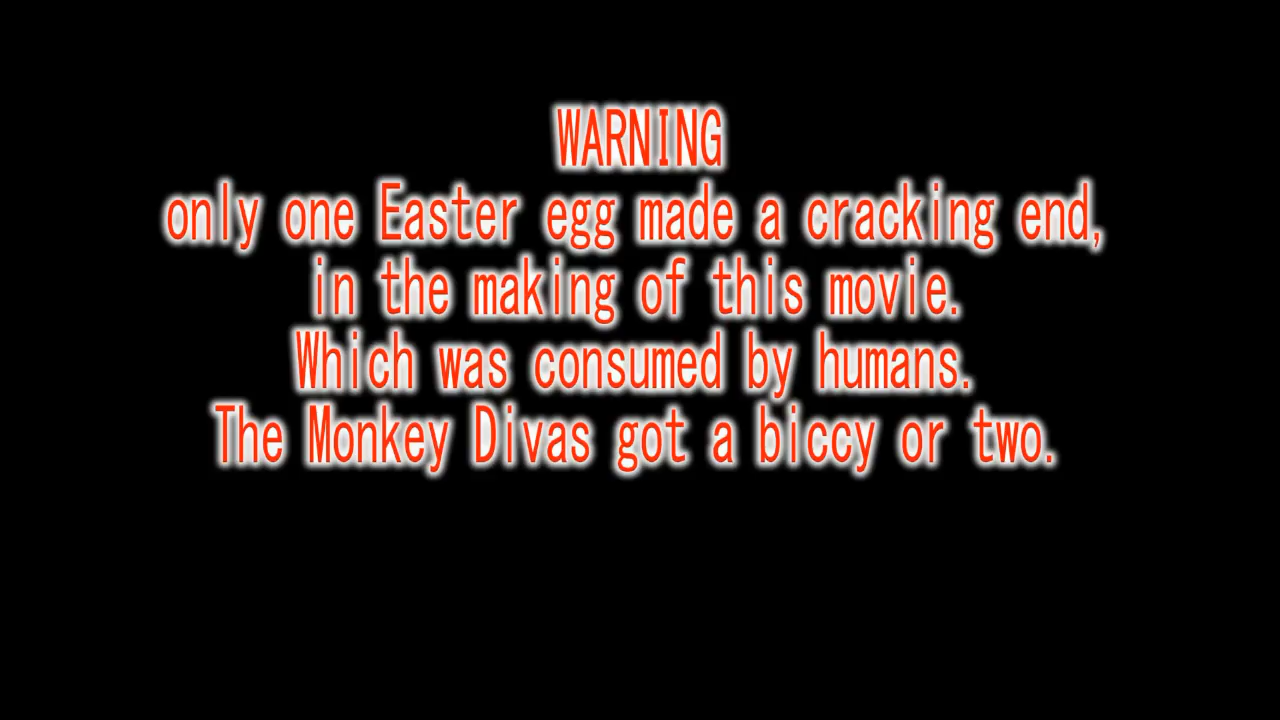 WARNING
only one Easter egg made a cracking end,
in the making of this movie.
Which was consumed by humans.
The Monkey Divas got a biccy or two.